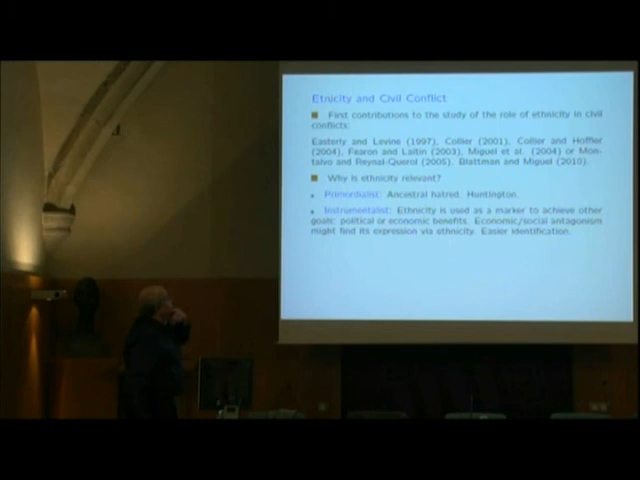 Etnicity and Civil Conflict
First contributions to the study of the role of ethnicity in civil
conflicts:
Easterly and Levine (1997), Collier (2001), Collier and Hoffler
(2004), Fearon and Laitin (2003), Miguel et al. (2004) or Mon-
talvo and Reynal-Querol (2005). Blattman and Miguel (2010).
Why is ethnicity relevant?
Primordialist: Ancestral hatred. Huntington.
Instrumentalist: Ethnicity is used as a marker to achieve other
goals: political or economic benefits. Economic/social antagonism
might find its expression via ethnicity. Easier identification.